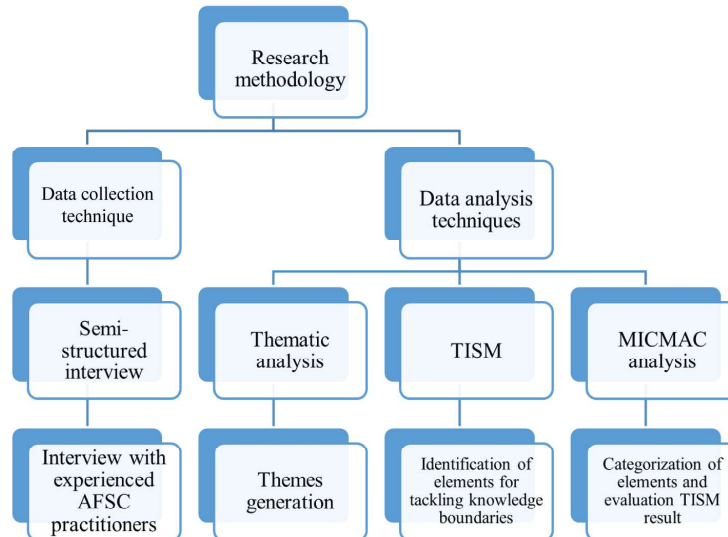 Research
methodology
Data collection
technique
Data analysis
techniques
Semi-
structured
interview
Thematic
analysis
TISM
MICMAC
analysis
Interview with
experienced
AFSC
practitioners
Themes
generation
Identification of
elements for
tackling knowledge
boundaries
Categorization of
elements and
evaluation TISM
result